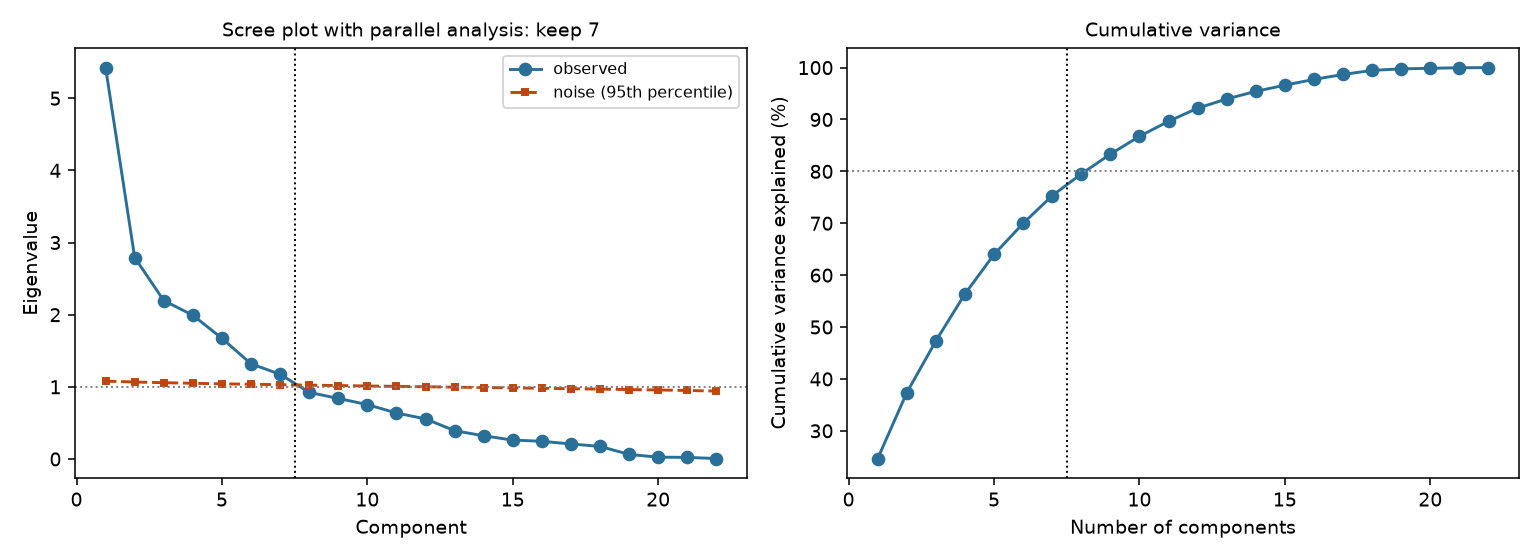 Scree plot with parallel analysis: keep 7
observed
noise (95th percentile)
Eigenvalue
5
4
3
2
1
0
0 5 10 15 20
Component
Cumulative variance
Cumulative variance explained (%)
100
90
80
70
60
50
40
30
0 5 10 15 20
Number of components